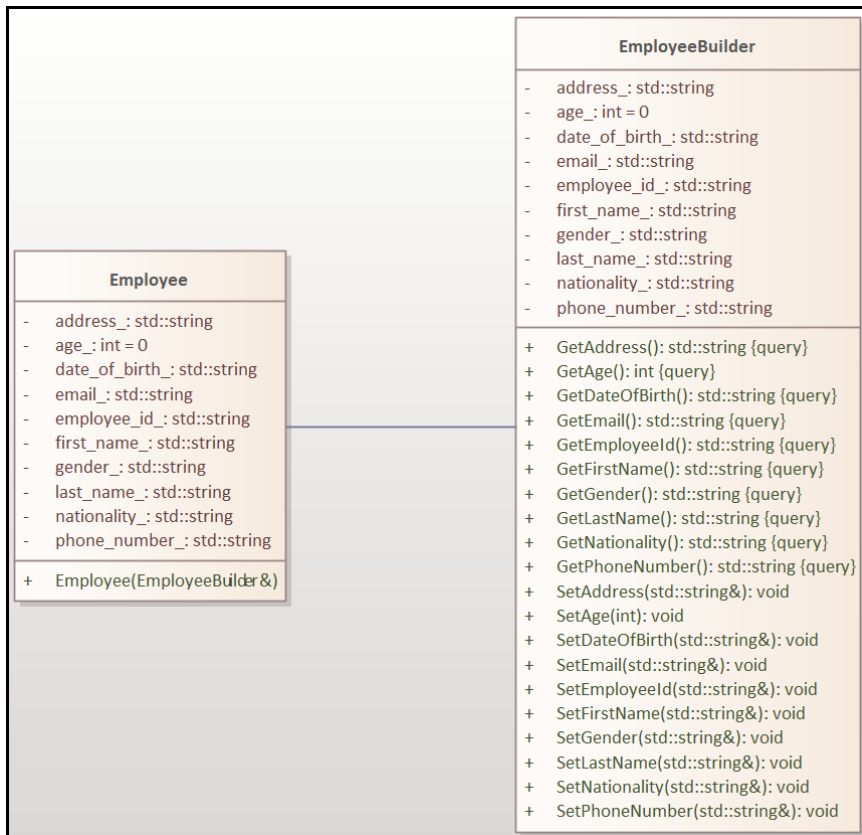 Employee
- address_: std::string
- age_: int = 0
- date_of_birth_: std::string
- email_: std::string
- employee_id_: std::string
- first_name_: std::string
- gender_: std::string
- last_name_: std::string
- nationality_: std::string
- phone_number_: std::string
+ Employee(EmployeeBuilder&)
EmployeeBuilder
- address_: std::string
- age_: int = 0
- date_of_birth_: std::string
- email_: std::string
- employee_id_: std::string
- first_name_: std::string
- gender_: std::string
- last_name_: std::string
- nationality_: std::string
- phone_number_: std::string
+ GetAddress(): std::string {query}
+ GetAge(): int {query}
+ GetDateOfBirth(): std::string {query}
+ GetEmail(): std::string {query}
+ GetEmployeeId(): std::string {query}
+ GetFirstName(): std::string {query}
+ GetGender(): std::string {query}
+ GetLastName(): std::string {query}
+ GetNationality(): std::string {query}
+ GetPhoneNumber(): std::string {query}
+ SetAddress(std::string&): void
+ SetAge(int): void
+ SetDateOfBirth(std::string&): void
+ SetEmail(std::string&): void
+ SetEmployeeId(std::string&): void
+ SetFirstName(std::string&): void
+ SetGender(std::string&): void
+ SetLastName(std::string&): void
+ SetNationality(std::string&): void
+ SetPhoneNumber(std::string&): void